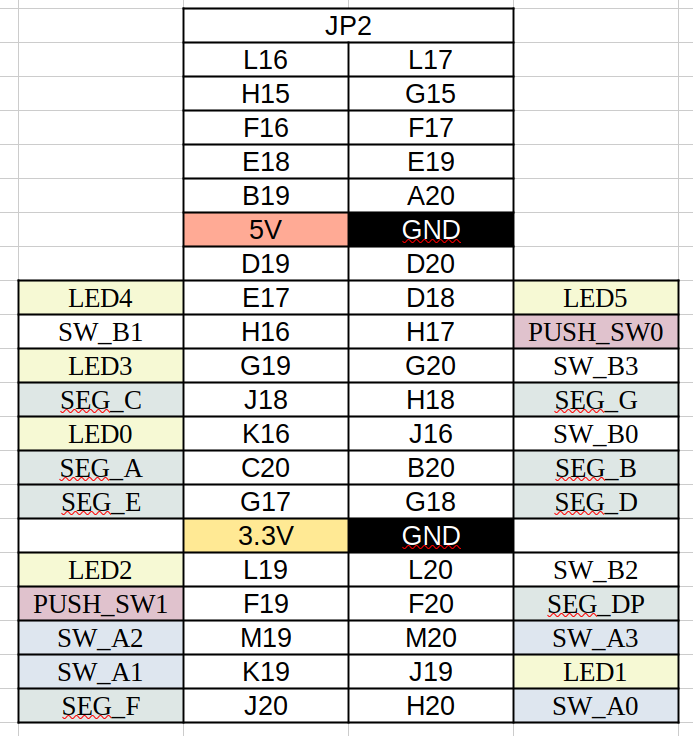 JP2
L16 L17
H15 G15
F16 F17
E18 E19
B19 A20
5V GND
D19 D20
LED4 E17 D18 LED5
SW_B1 H16 H17 PUSH_SW0
LED3 G19 G20 SW_B3
SEG_C J18 H18 SEG_G
LED0 K16 J16 SW_B0
SEG_A C20 B20 SEG_B
SEG_E G17 G18 SEG_D
3.3V GND
LED2 L19 L20 SW_B2
PUSH_SW1 F19 F20 SEG_DP
SW_A2 M19 M20 SW_A3
SW_A1 K19 J19 LED1
SEG_F J20 H20 SW_A0